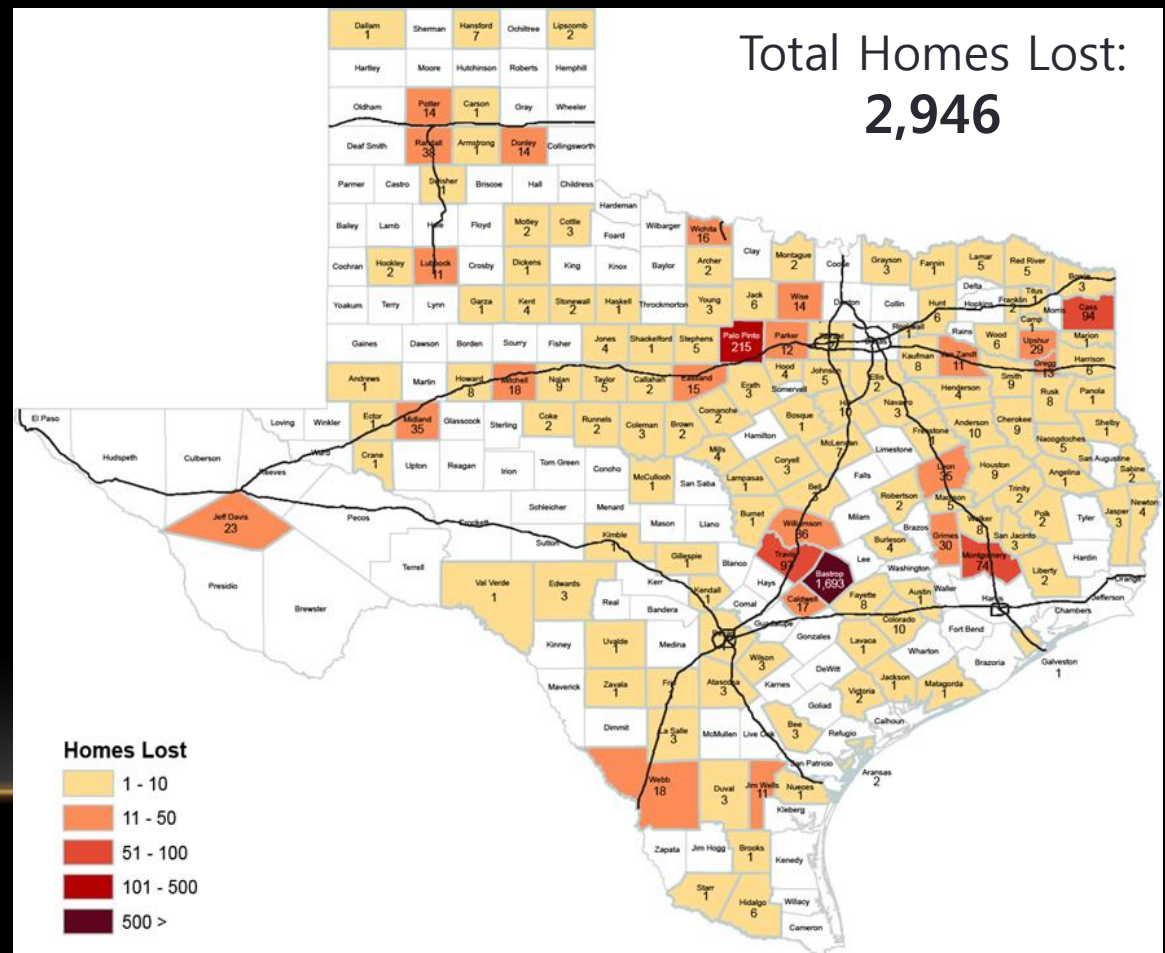 Total Homes Lost:
2,946
Dallam
1
Sherman
Hansford
7
Ochiltree
Lipscomb
2
Hartley
Moore
Hutchinson
Roberts
Hemphill
Oldham
Potter
14
Carson
1
Gray
Wheeler
Deaf Smith
Randall
38
Armstrong
1
Donley
14
Collingsworth
Parmer
Castro
Swisher
1
Briscoe
Hall
Childress
Hardeman
Bailey
Lamb
Hale
Floyd
Motley
2
Cottle
3
Foard
Wilbarger
Wichita
16
Clay
Montague
2
Cooke
Grayson
3
Fannin
1
Lamar
5
Red River
5
Bowie
3
Cochran
Hockley
2
Lubbock
11
Crosby
Dickens
1
King
Knox
Baylor
Archer
2
Yoakum
Terry
Lynn
Garza
1
Kent
4
Stonewall
2
Haskell
1
Throckmorton
Young
3
Jack
6
Wise
14
Denton
Collin
Hunt
6
Delta
Hopkins
Franklin
2
Titus
1
Camp
1
Morris
Cass
94
Gaines
Dawson
Borden
Scurry
Fisher
Jones
4
Shackelford
1
Stephens
5
Palo Pinto
215
Parker
12
Rockwall
1
Rains
Wood
6
Upshur
29
Marion
1
Andrews
1
Martin
Howard
8
Mitchell
18
Nolan
9
Taylor
5
Callahan
2
Eastland
15
Erath
3
Hood
4
Somervell
Johnson
5
Ellis
2
Kaufman
8
Van Zandt
11
Smith
9
Gregg
13
Harrison
6
El Paso
Hudspeth
Culberson
Reeves
Loving
Winkler
Ward
Ector
1
Midland
35
Glasscock
Sterling
Coke
2
Runnels
2
Coleman
3
Brown
2
Comanche
2
Hamilton
Bosque
1
Navarro
3
Henderson
4
Rusk
8
Panola
1
Crane
1
Upton
Reagan
Irion
Tom Green
Concho
McCulloch
1
San Saba
Mills
4
Lampasas
1
Coryell
3
McLennan
7
Limestone
Freestone
1
Anderson
10
Cherokee
9
Nacogdoches
5
Shelby
1
San Augustine
Sabine
2
Jeff Davis
23
Pecos
Crockett
Schleicher
Menard
Mason
Llano
Burnet
1
Bell
Falls
Milam
Robertson
2
Leon
35
Houston
9
Trinity
2
Angelina
1
Polk
2
Tyler
Jasper
3
Newton
4
Presidio
Brewster
Terrell
Sutton
Kimble
1
Gillespie
1
Blanco
Williamson
36
Travis
Bastrop
1,693
Lee
Burleson
4
Brazos
Madison
5
Walker
8
Grimes
30
San Jacinto
3
Montgomery
74
Liberty
2
Hardin
Orange
Val Verde
1
Edwards
3
Real
Kerr
Kendall
1
Bandera
Comal
Hays
Caldwell
17
Fayette
8
Washington
Austin
1
Waller
Harris
Chambers
Jefferson
Kinney
Uvalde
1
Medina
Guadalupe
Wilson
3
Gonzales
Lavaca
1
Colorado
10
Fort Bend
Wharton
Brazoria
Galveston
1
Maverick
Zavala
1
Frio
Atascosa
3
Karnes
DeWitt
Victoria
2
Jackson
1
Matagorda
1
Dimmit
La Salle
3
McMullen
Live Oak
Bee
3
Goliad
Refugio
Calhoun
San Patricio
Aransas
2
Webb
18
Duval
3
Jim Wells
11
Nueces
1
Kleberg
Zapata
Jim Hogg
Brooks
1
Kenedy
Starr
1
Hidalgo
6
Willacy
Cameron
Homes Lost
1 - 10
11 - 50
51 - 100
101 - 500
500 >